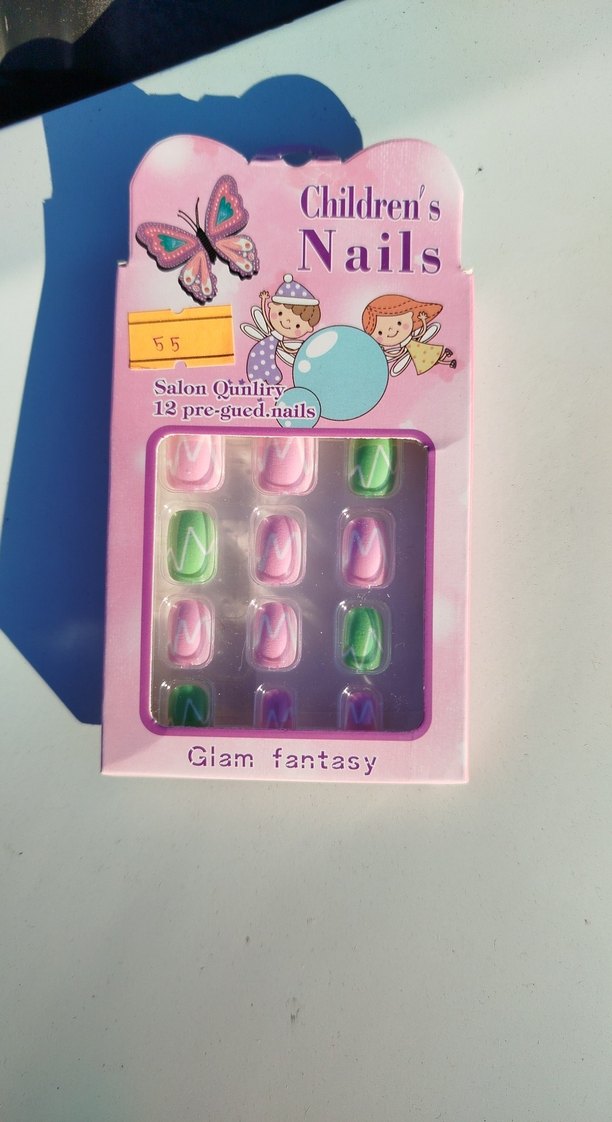 Children's
Nails
55
Salon Qunliry
12 pre-gued.nails
Glam fantasy